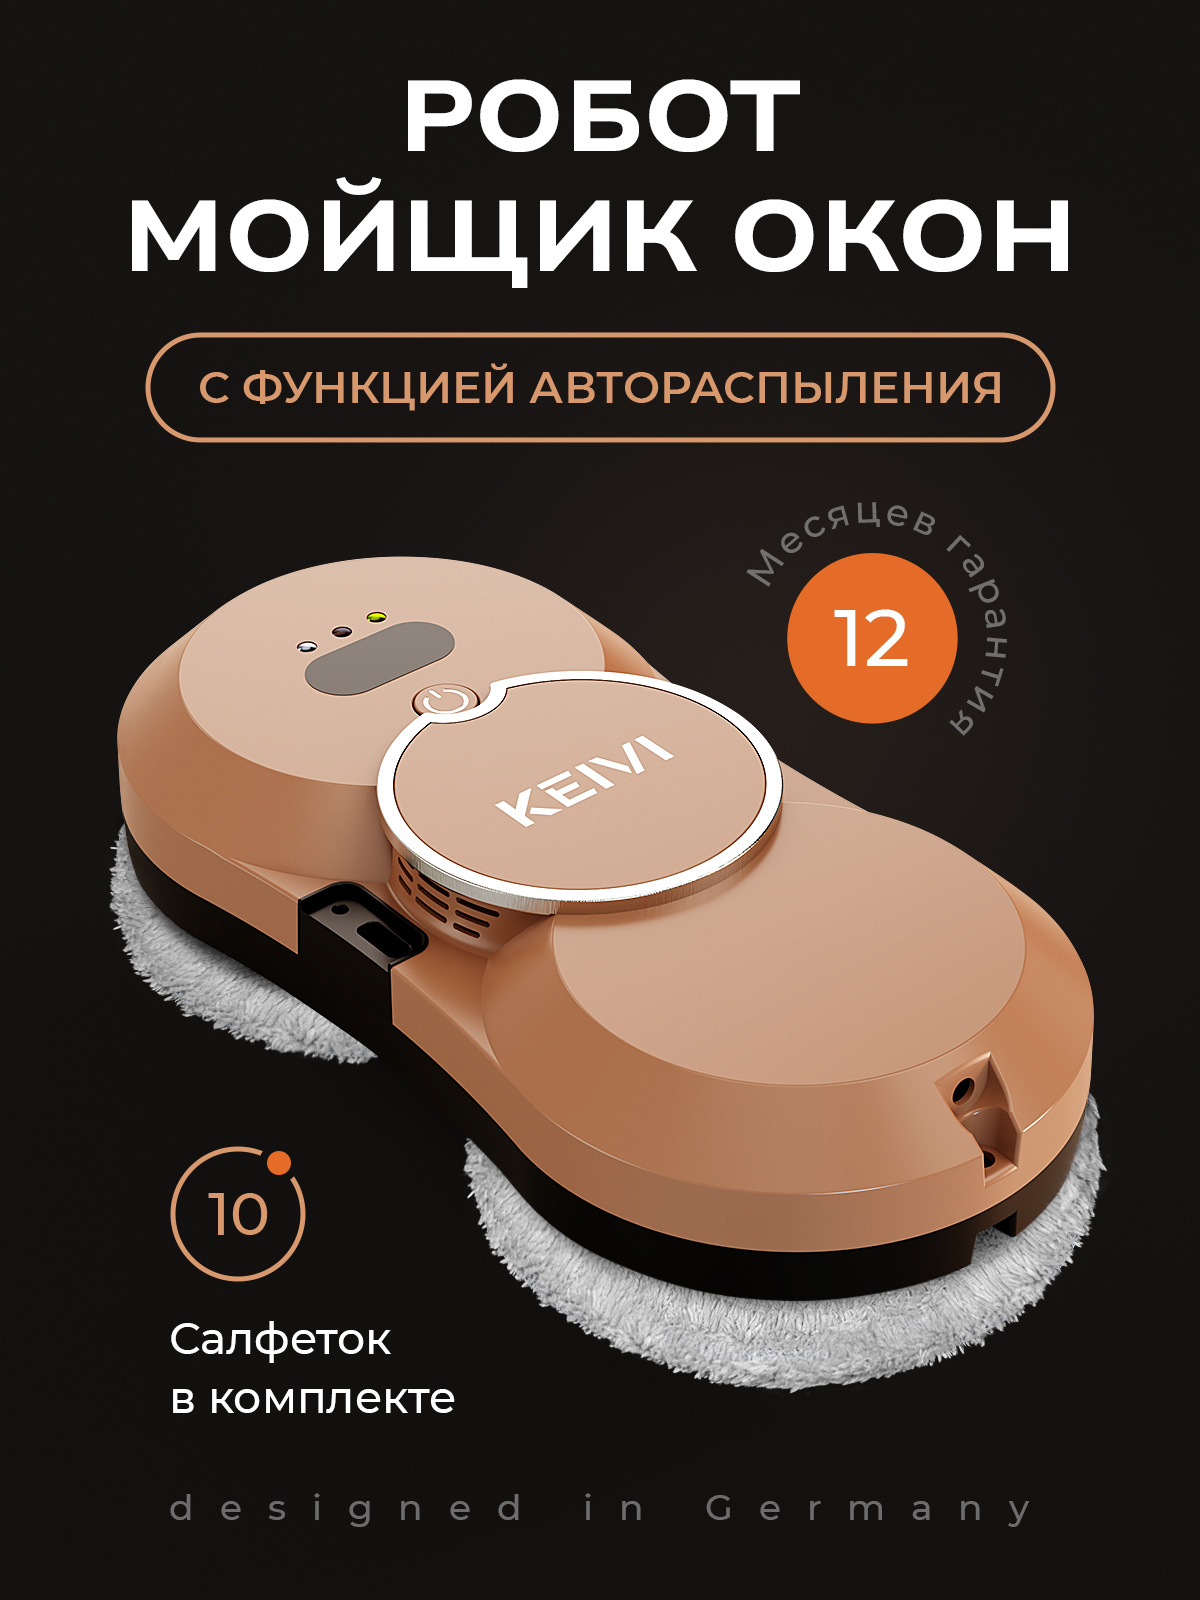 РОБОТ
МОЙЩИК ОКОН
С ФУНКЦИЕЙ АВТОРАСПЫЛЕНИЯ
Месяцев гарантия
12
KEIVI
10
Салфеток
в комплекте
designed in Germany